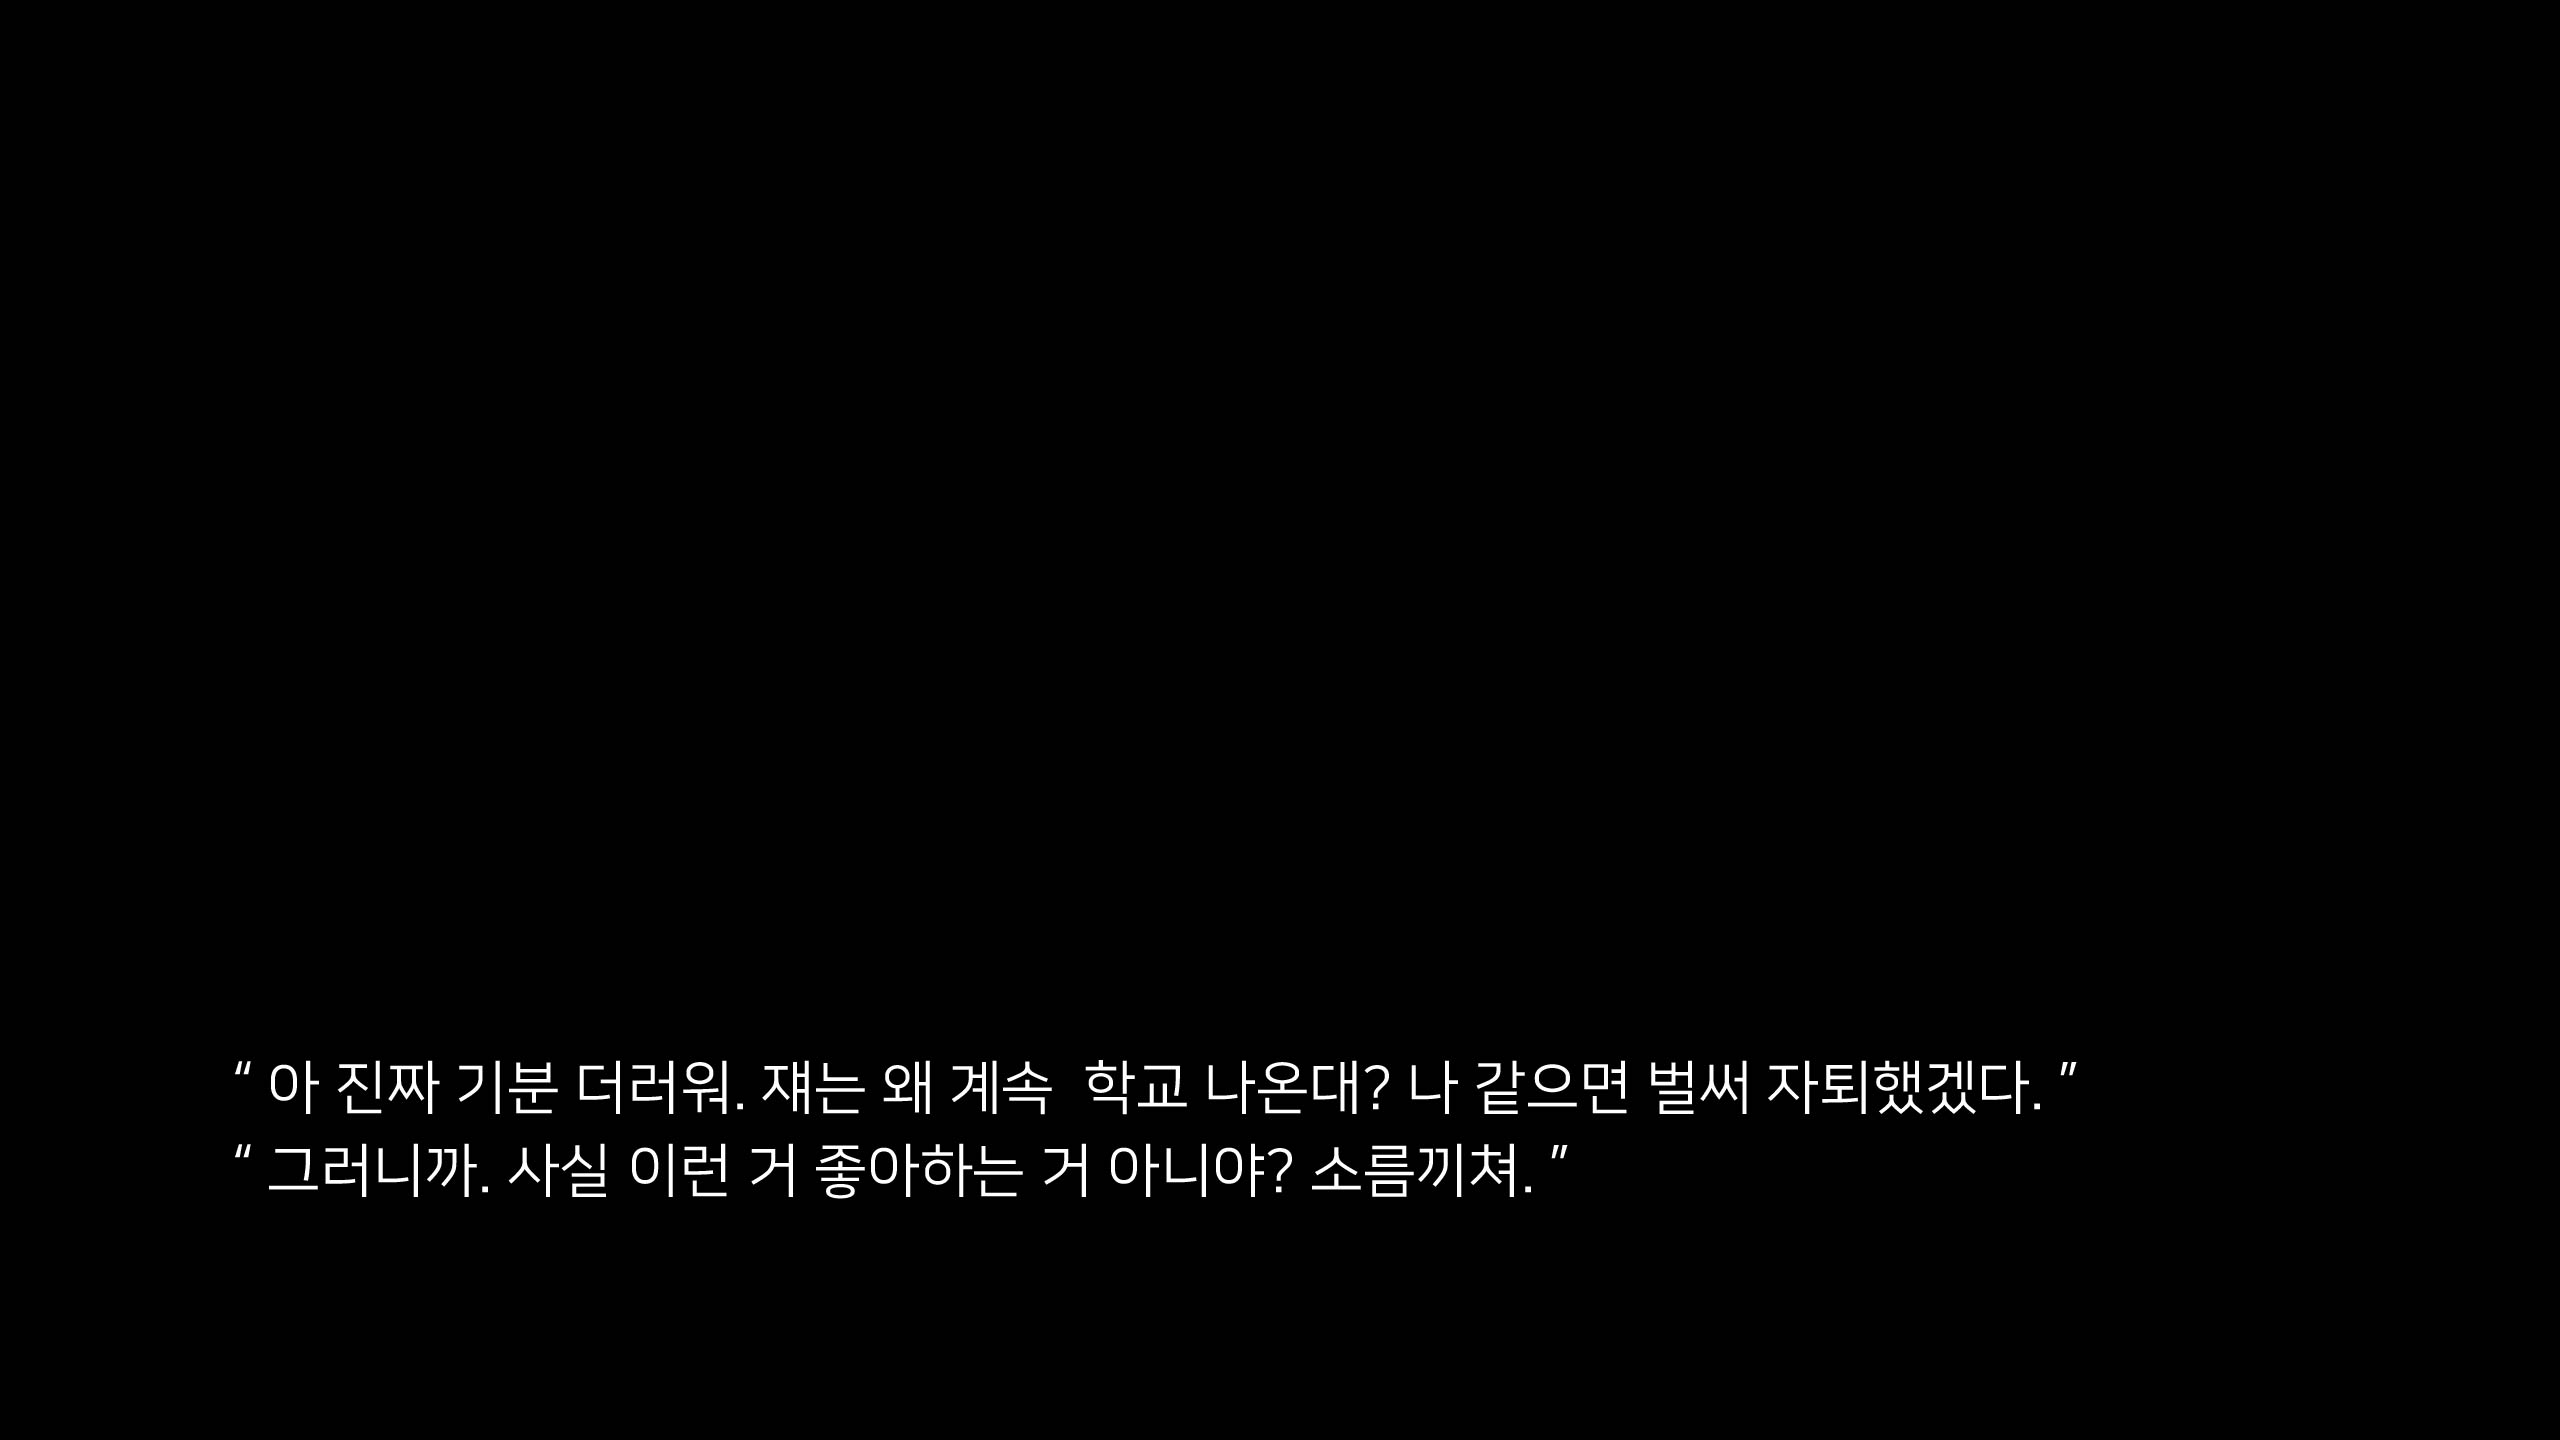 “ 아 진짜 기분 더러워. 쟤는 왜 계속  학교 나온대? 나 같으면 벌써 자퇴했겠다. ”
“ 그러니까. 사실 이런 거 좋아하는 거 아니야? 소름끼쳐. ”